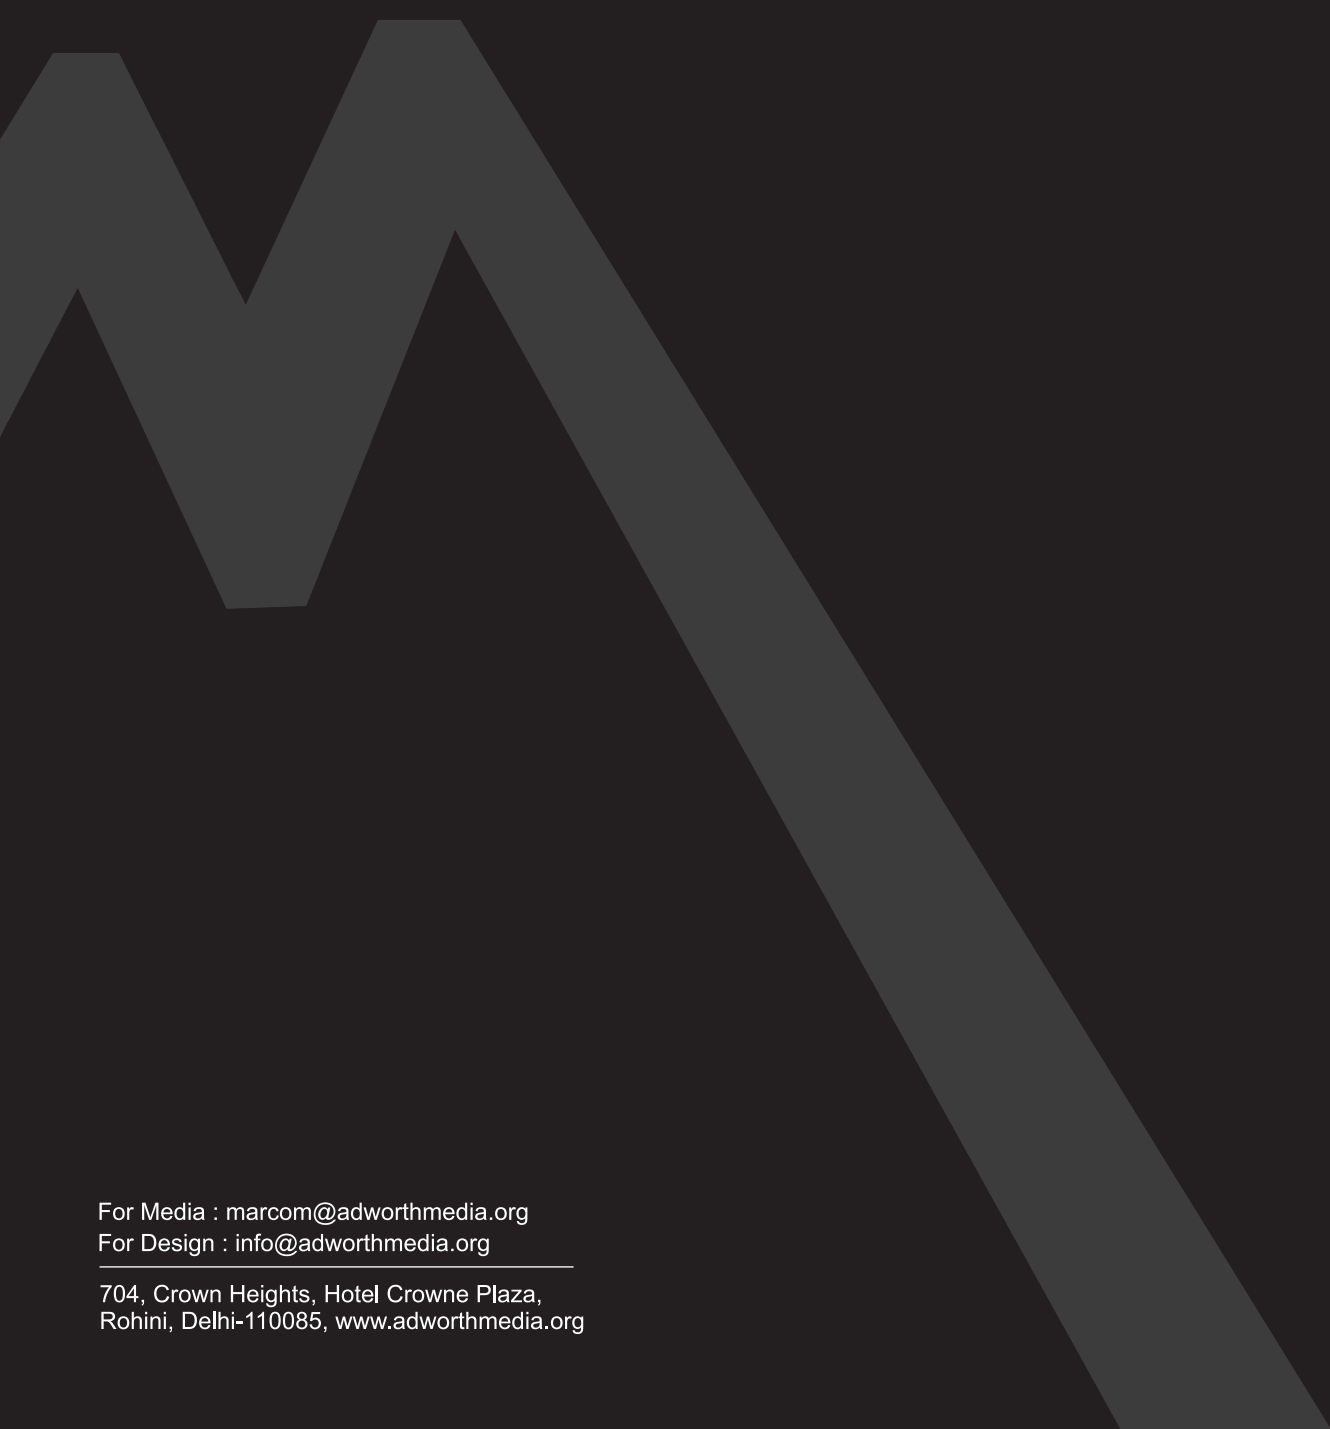 For Media : marcom@adworthmedia.org
For Design : info@adworthmedia.org
704, Crown Heights, Hotel Crowne Plaza,
Rohini, Delhi-110085, www.adworthmedia.org